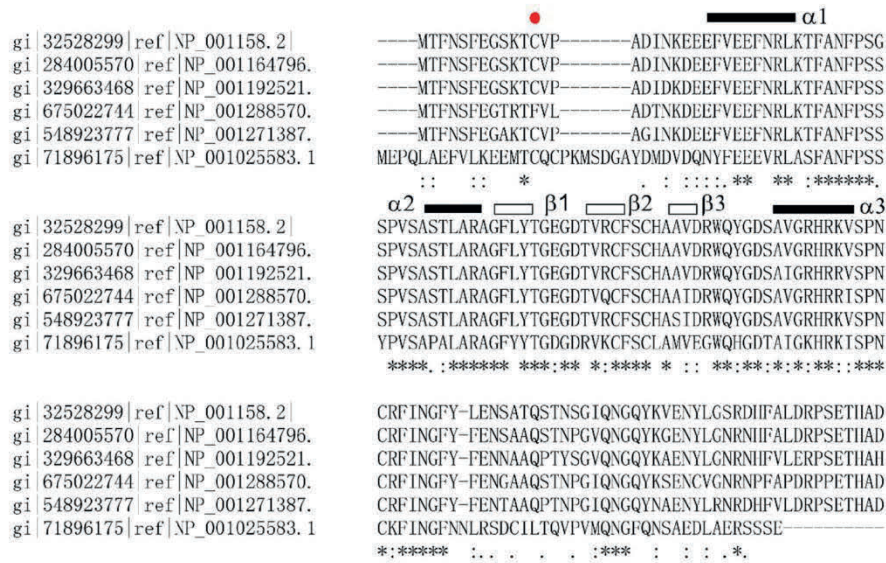 α1
gi|32528299|ref|NP_001158.2| ----MTFNSFEGSKTCVP-------ADINKEEEFVEEFNRLKTFANFPSG
gi|284005570|ref|NP_001164796. ----MTFNSFEGSKTCVP-------ADINKDEEFVEEFNRLKTFANFPSS
gi|329663468|ref|NP_001192521. ----MTFNSFEGSKTCVP-------ADIDKDEEFVEEFNRLKTFANFPSS
gi|675022744|ref|NP_001288570. ----MTFNSFEGTRTFVL-------ADTNKDEEFVEEFNRLKTFANFPSS
gi|548923777|ref|NP_001271387. ----MTFNSFEGAKTCVP-------AGINKDEEFVEEFNRLKTFANFPSS
gi|71896175|ref|NP_001025583.1 MEPQLAEFVLKEEMTCQCPKMSDGAYDMDVDQNYFEEEVRLASFANFPSS
:: :: * . : ::::.** ** :******.
α2 β1 β2 β3 α3
gi|32528299|ref|NP_001158.2| SPVSASTLARAGFLYTGEGDTVRCFSCHAAVDRWQYGDSAVGRHRKVSPN
gi|284005570|ref|NP_001164796. SPVSASTLARAGFLYTGEGDTVRCFSCHAAVDRWQYGDSAVGRHRKVSPN
gi|329663468|ref|NP_001192521. SPVSASTLARAGFLYTGEGDTVRCFSCHAAVDRWQYGDSAIGRHRKVSPN
gi|675022744|ref|NP_001288570. SPVSASTLARAGFLYTGEGDTVQCFSCHAAIDRWQYGDSAVGRHRRISPN
gi|548923777|ref|NP_001271387. SPVSAPALARAGFLYTGEGDTVRCFSCHASIDRWQYGDSAVGRHRKVSPN
gi|71896175|ref|NP_001025583.1 YPVSAPALARAGFYYTGDGDRVKCFSCLAMVEGWQHGDTAIGKHRKISPN
****. :****** ***:** *:**** * :: **:**:*:*:**::***
gi|32528299|ref|NP_001158.2| CRFINGFY-LENSATQSTNSGIQNGQYKVENYLGSRDHFALDRPSETHAD
gi|284005570|ref|NP_001164796. CRFINGFY-FENSAAQSTNPGVQNGQYKGENYLGNRNHFALDRPSETHAD
gi|329663468|ref|NP_001192521. CRFINGFY-FENNAAQPTYSGVQNGQYKAENYLGNRNHFVLERPSETHAH
gi|675022744|ref|NP_001288570. CRFINGFY-FENGAAQSTNPGIQNGQYKSENCVGNRNPFAPDRPPETHAD
gi|548923777|ref|NP_001271387. CRFINGFY-FENTAAQPTNPGIQNGQYNAENYLRNRDHFVLDRPSETHAD
gi|71896175|ref|NP_001025583.1 CKFINGFNNLRSDCILTQVPVMQNGFQNSAEDLAERSSSE----------
*:***** :.. . . . :*** : : : .*.